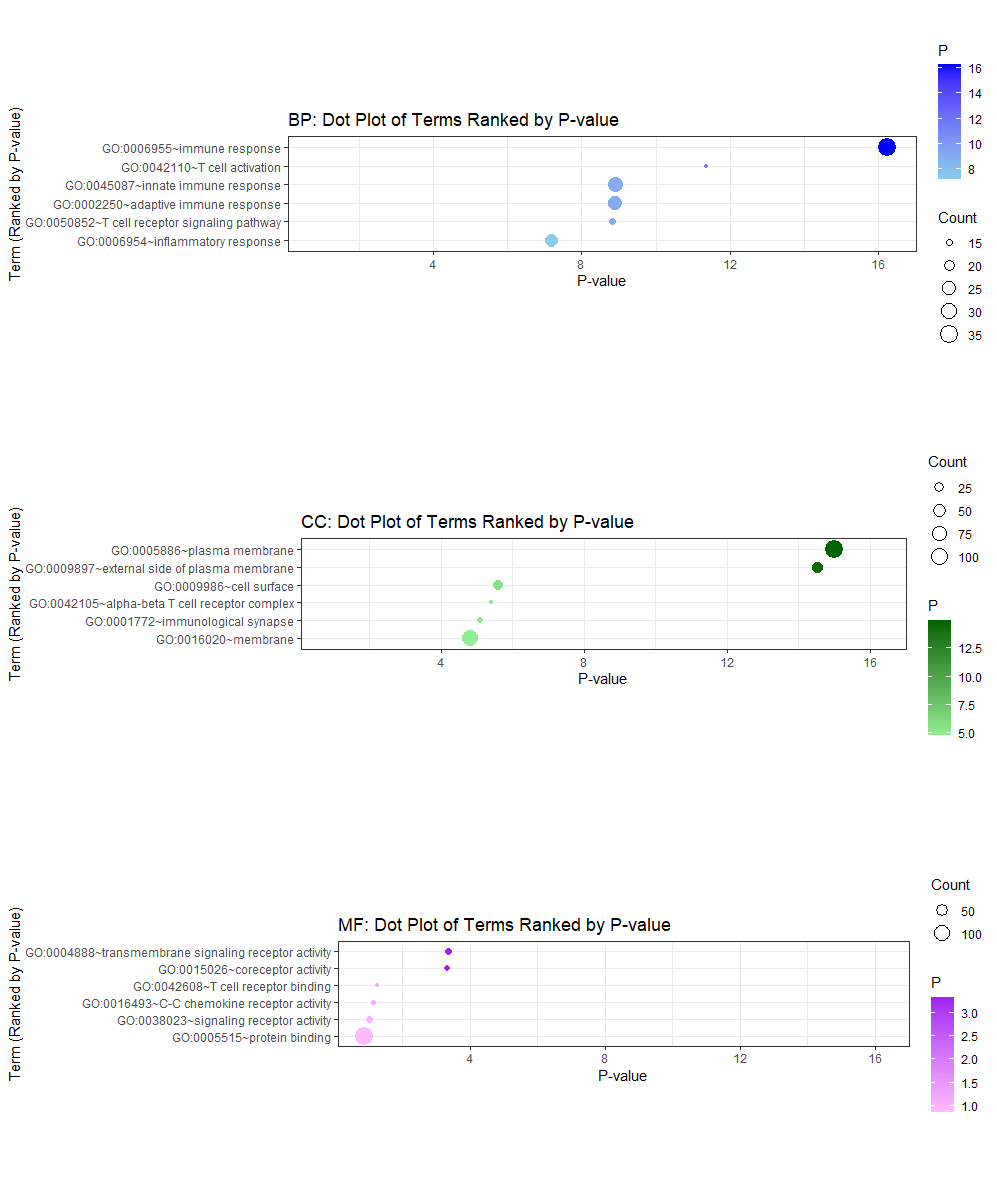 BP: Dot Plot of Terms Ranked by P-value
Term (Ranked by P-value)
GO:0006955~immune response
GO:0042110~T cell activation
GO:0045087~innate immune response
GO:0002250~adaptive immune response
GO:0050852~T cell receptor signaling pathway
GO:0006954~inflammatory response
4 8 12 16
P-value
P
16
14
12
10
8
Count
15
20
25
30
35
CC: Dot Plot of Terms Ranked by P-value
Term (Ranked by P-value)
GO:0005886~plasma membrane
GO:0009897~external side of plasma membrane
GO:0009986~cell surface
GO:0042105~alpha-beta T cell receptor complex
GO:0001772~immunological synapse
GO:0016020~membrane
4 8 12 16
P-value
Count
25
50
75
100
P
12.5
10.0
7.5
5.0
MF: Dot Plot of Terms Ranked by P-value
Term (Ranked by P-value)
GO:0004888~transmembrane signaling receptor activity
GO:0015026~coreceptor activity
GO:0042608~T cell receptor binding
GO:0016493~C-C chemokine receptor activity
GO:0038023~signaling receptor activity
GO:0005515~protein binding
4 8 12 16
P-value
Count
50
100
P
3.0
2.5
2.0
1.5
1.0